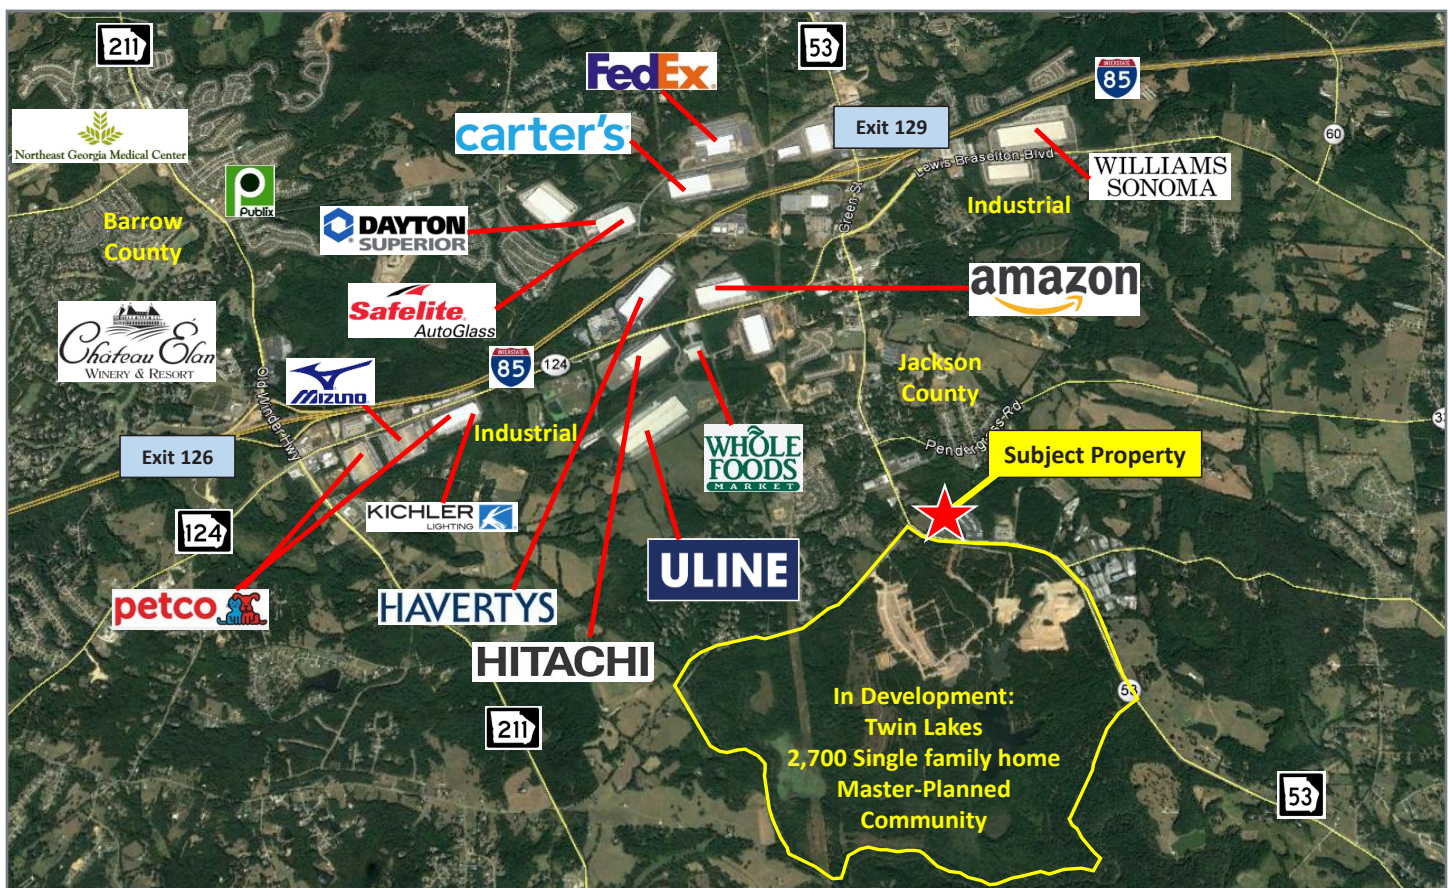 211
53
FedEx
INTERSTATE
85
Exit 129
60
carter's
Northeast Georgia Medical Center
Lewis Braselton Blvd
WILLIAMS
SONOMA
Publix
Industrial
Green St
Barrow
County
DAYTON
SUPERIOR
amazon
Safelite
AutoGlass
Château Élan
WINERY & RESORT
INTERSTATE
85
124
Jackson
County
Mizuno
Old Winder Hwy
Industrial
Pendergrass Rd
WHOLE
FOODS
MARKET
Exit 126
Subject Property
KICHLER
LIGHTING
124
ULINE
petco
HAVERTYS
HITACHI
53
In Development:
Twin Lakes
2,700 Single family home
Master-Planned
Community
211
53